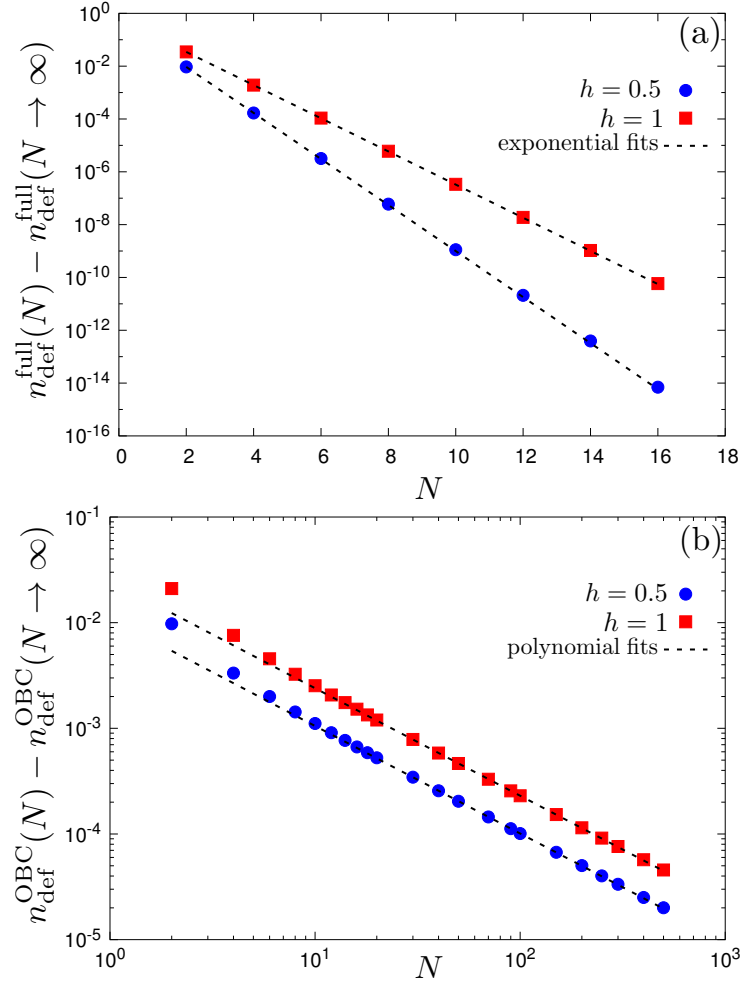 (a)
n_def^full(N) − n_def^full(N → ∞)
10^0
10^-2
10^-4
10^-6
10^-8
10^-10
10^-12
10^-14
10^-16
h = 0.5
h = 1
exponential fits
0 2 4 6 8 10 12 14 16 18
N
(b)
n_def^OBC(N) − n_def^OBC(N → ∞)
10^-1
10^-2
10^-3
10^-4
10^-5
h = 0.5
h = 1
polynomial fits
10^0 10^1 10^2 10^3
N